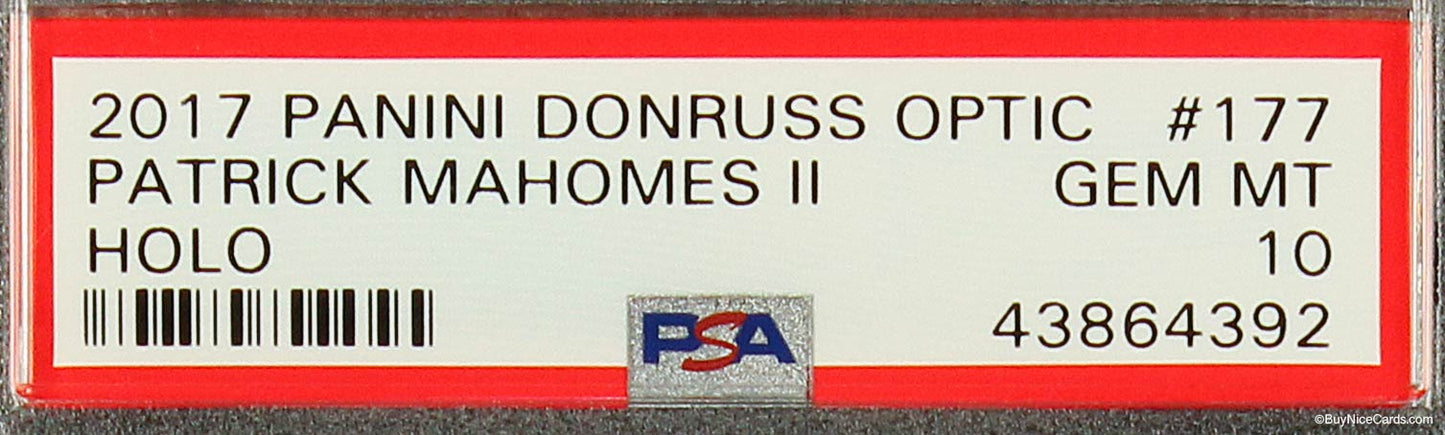 2017 PANINI DONRUSS OPTIC #177
PATRICK MAHOMES II GEM MT
HOLO 10
PSA 43864392
©BuyNiceCards.com